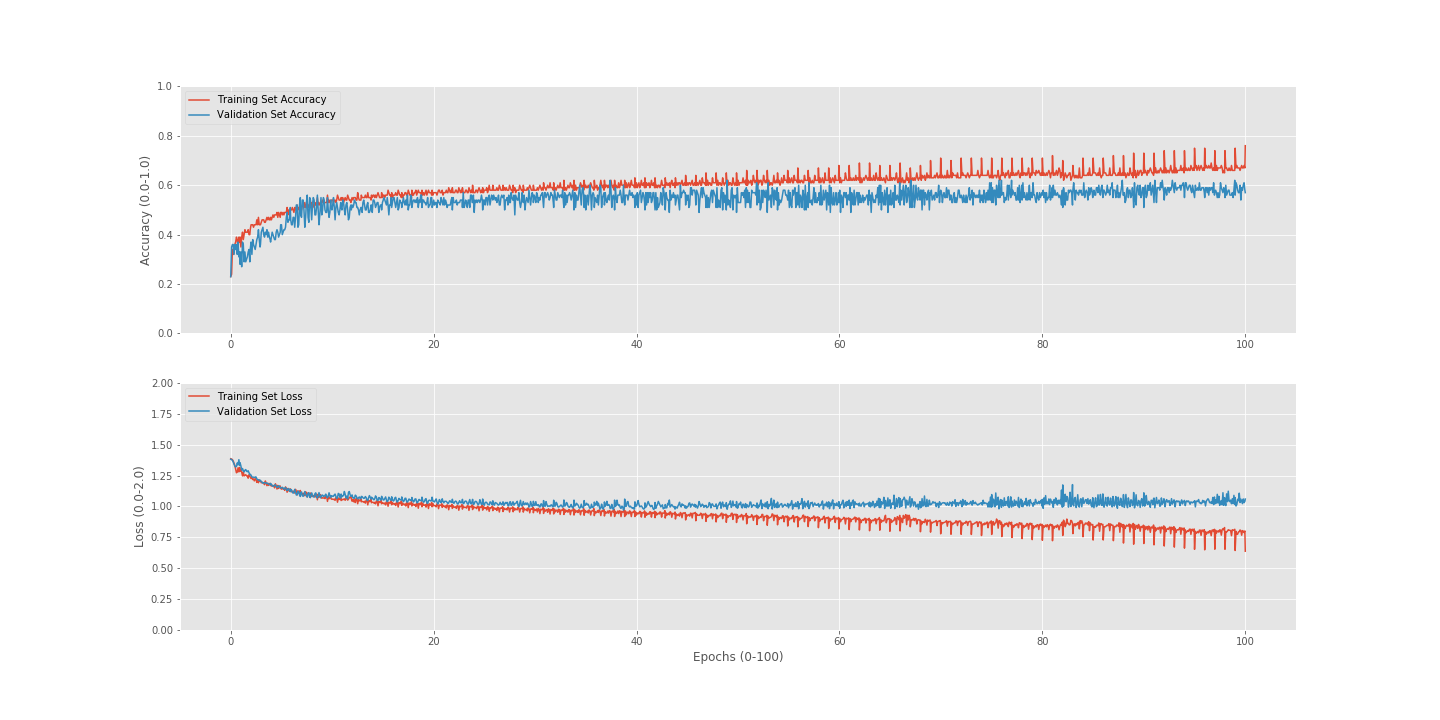 1.0
Training Set Accuracy
Validation Set Accuracy
0.8
0.6
0.4
0.2
0.0
Accuracy (0.0-1.0)
0 20 40 60 80 100
2.00
Training Set Loss
Validation Set Loss
1.75
1.50
1.25
1.00
0.75
0.50
0.25
0.00
Loss (0.0-2.0)
0 20 40 60 80 100
Epochs (0-100)